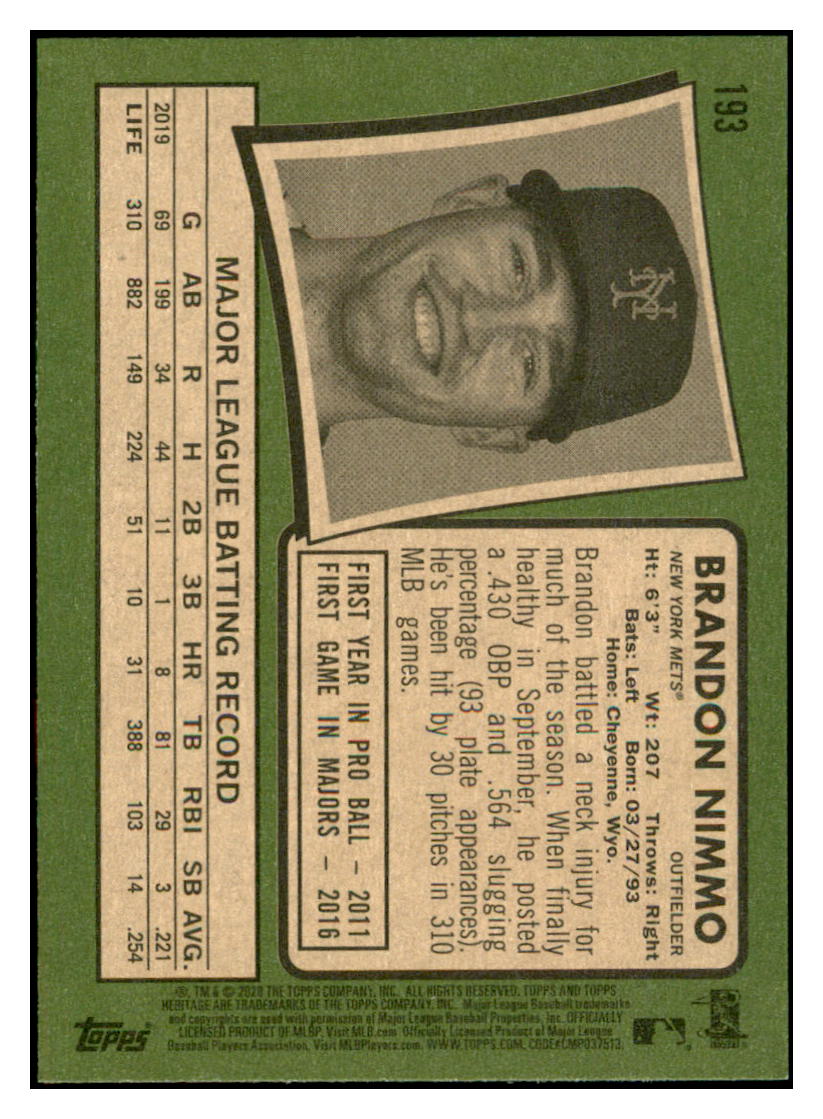 193
BRANDON NIMMO
NEW YORK METS® OUTFIELDER
Ht: 6'3" Wt: 207 Throws: Right
Bats: Left Born: 03/27/93
Home: Cheyenne, Wyo.
Brandon battled a neck injury for
much of the season. When finally
healthy in September, he posted
a .430 OBP and .564 slugging
percentage (93 plate appearances).
He's been hit by 30 pitches in 310
MLB games.
FIRST YEAR IN PRO BALL – 2011
FIRST GAME IN MAJORS – 2016
MAJOR LEAGUE BATTING RECORD
G AB R H 2B 3B HR TB RBI SB AVG.
2019 69 199 34 44 11 1 8 81 29 3 .221
LIFE 310 882 149 224 51 10 31 388 103 14 .254
®, TM & © 2020 THE TOPPS COMPANY, INC. ALL RIGHTS RESERVED. TOPPS AND TOPPS
HERITAGE ARE TRADEMARKS OF THE TOPPS COMPANY, INC. Major League Baseball trademarks
and copyrights are used with permission of Major League Baseball Properties, Inc. OFFICIALLY
LICENSED PRODUCT OF MLBP. Visit MLB.com. Officially Licensed Product of Major League
Baseball Players Association. Visit MLBPlayers.com. WWW.TOPPS.COM. CODE#CMP037513
topps®
NY